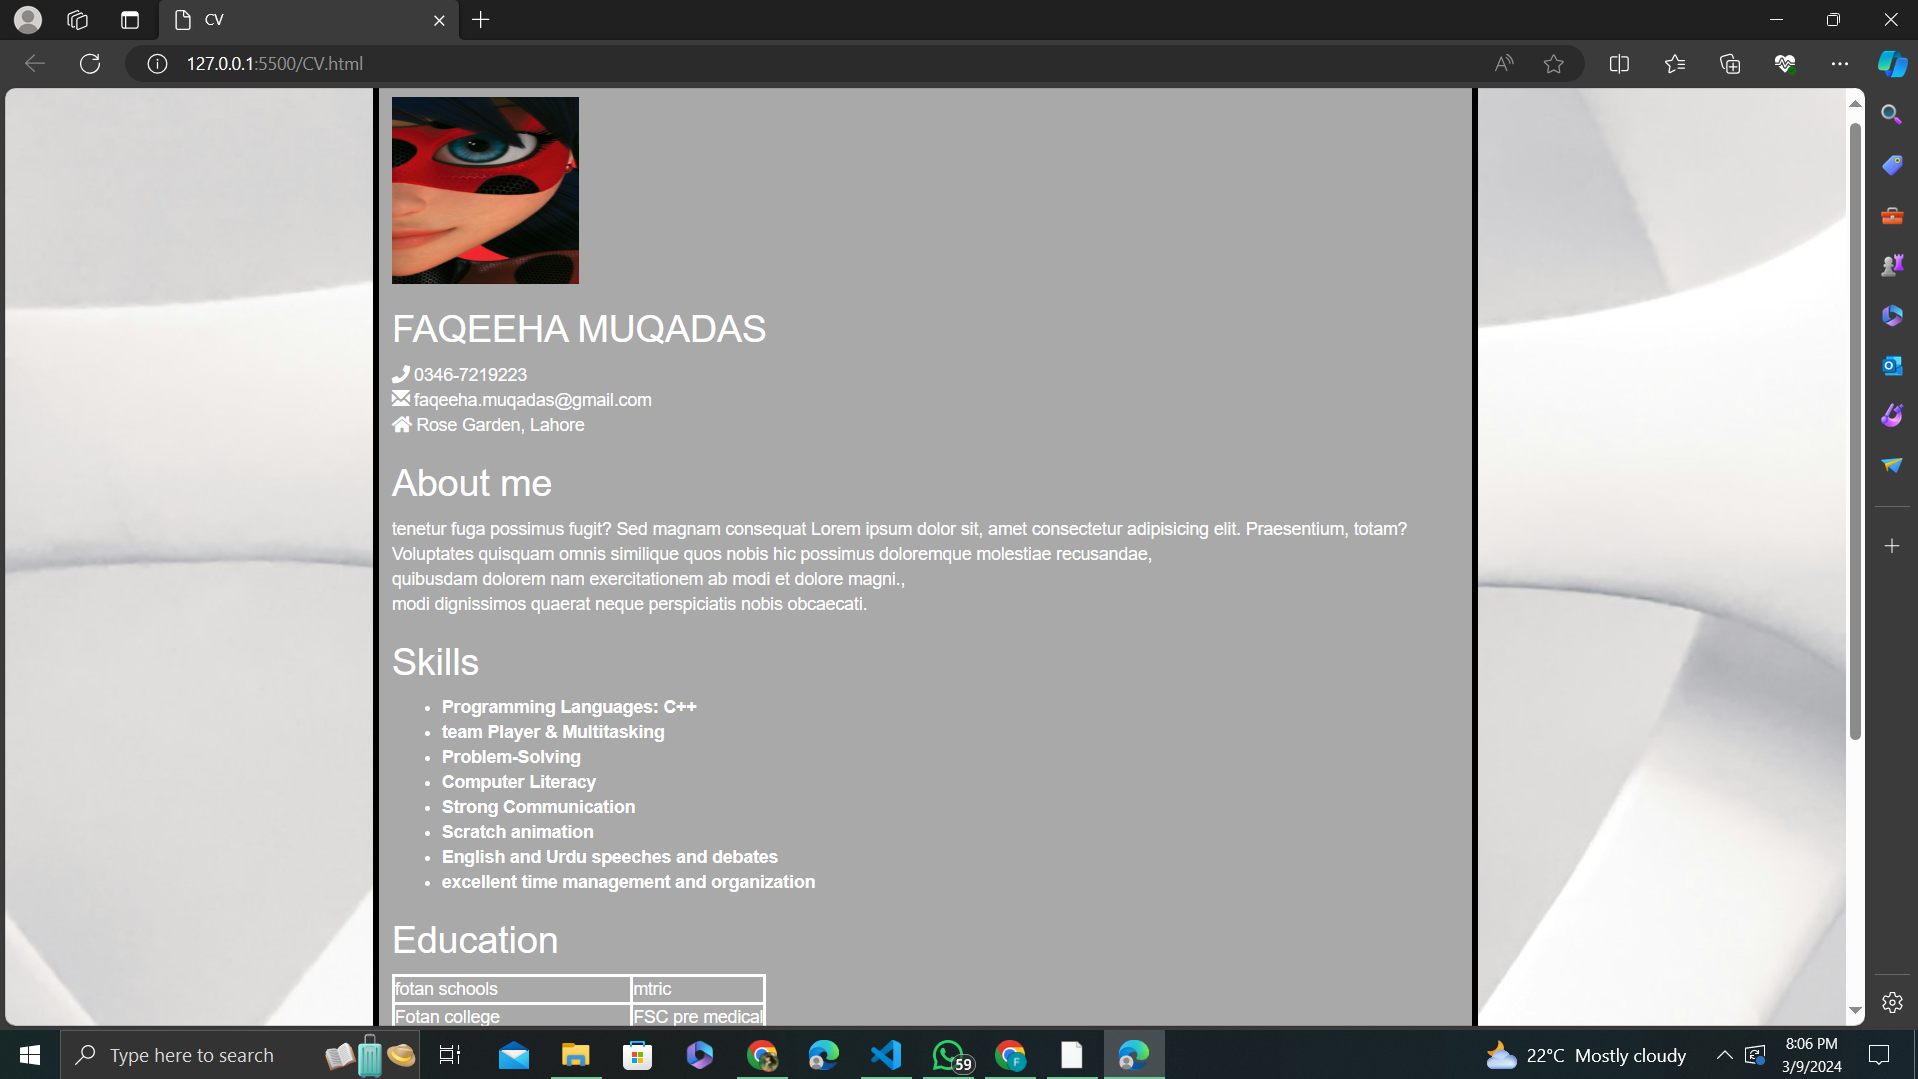 CV
127.0.0.1:5500/CV.html
FAQEEHA MUQADAS
0346-7219223
faqeeha.muqadas@gmail.com
Rose Garden, Lahore
About me
tenetur fuga possimus fugit? Sed magnam consequat Lorem ipsum dolor sit, amet consectetur adipisicing elit. Praesentium, totam?
Voluptates quisquam omnis similique quos nobis hic possimus doloremque molestiae recusandae,
quibusdam dolorem nam exercitationem ab modi et dolore magni.,
modi dignissimos quaerat neque perspiciatis nobis obcaecati.
Skills
• Programming Languages: C++
• team Player & Multitasking
• Problem-Solving
• Computer Literacy
• Strong Communication
• Scratch animation
• English and Urdu speeches and debates
• excellent time management and organization
Education
fotan schools mtric
Fotan college FSC pre medical
Type here to search
59
F
22°C Mostly cloudy
8:06 PM
3/9/2024